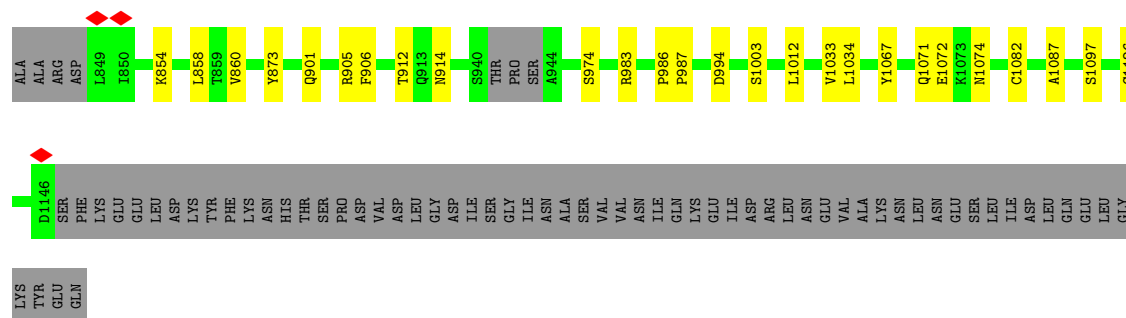 ALA ALA ARG ASP L849 I850 K854 L858 T859 V860 Y873 Q901 R905 F906 T912 Q913 N914 S940 THR PRO SER A944 S974 R983 P986 P987 D994 S1003 L1012 V1033 L1034 Y1067 Q1071 E1072 K1073 N1074 C1082 A1087 S1097
D1146 SER PHE LYS GLU GLU LEU ASP LYS TYR PHE LYS ASN HIS THR SER PRO ASP VAL ASP LEU GLY ASP ILE SER GLY ILE ASN ALA SER VAL VAL ASN ILE GLN LYS GLU ILE ASP ARG LEU ASN GLU VAL ALA LYS ASN LEU ASN GLU SER LEU ILE ASP LEU GLN GLU LEU GLY
LYS TYR GLU GLN